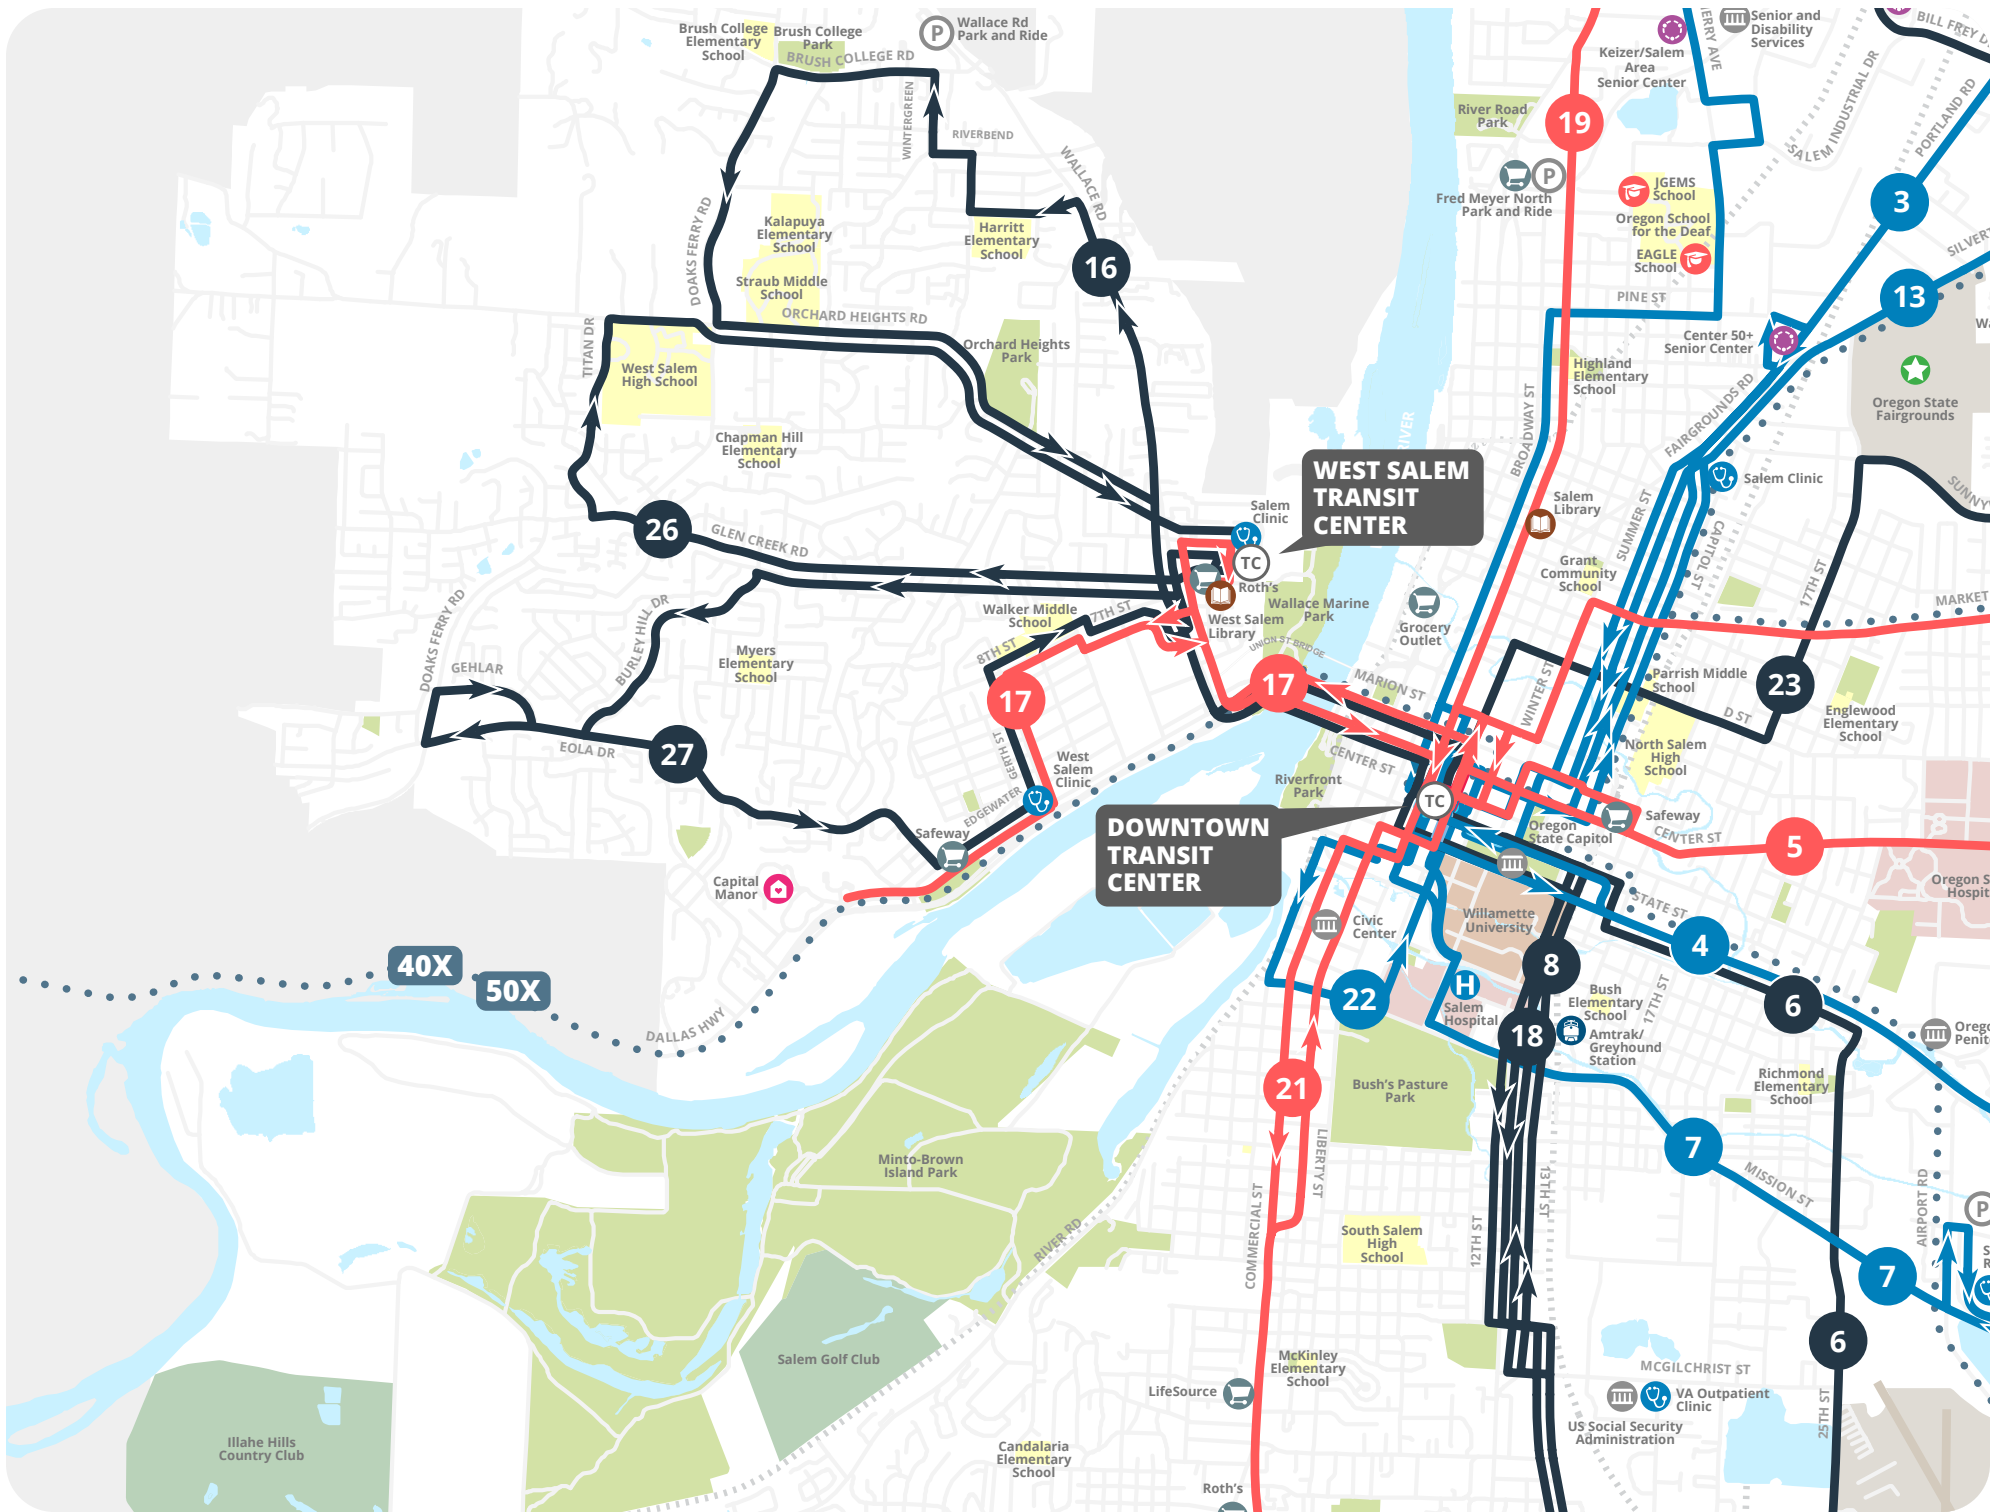 Brush College
Elementary
School
Brush College
Park
BRUSH COLLEGE RD
P
Wallace Rd
Park and Ride
WINTERGREEN
RIVERBEND
WALLACE RD
DOAKS FERRY RD
Kalapuya
Elementary
School
Straub Middle
School
Harritt
Elementary
School
16
ORCHARD HEIGHTS RD
Orchard Heights
Park
TITAN DR
West Salem
High School
Chapman Hill
Elementary
School
26
GLEN CREEK RD
WEST SALEM
TRANSIT
CENTER
Salem
Clinic
TC
Roth's
West Salem
Library
Wallace Marine
Park
UNION ST BRIDGE
RIVER
Walker Middle
School
7TH ST
8TH ST
BURLEY HILL DR
DOAKS FERRY RD
GEHLAR
Myers
Elementary
School
EOLA DR
27
17
17
GERTH ST
West
Salem
Clinic
EDGEWATER
Safeway
Capital
Manor
40X
50X
DALLAS HWY
MARION ST
CENTER ST
Riverfront
Park
DOWNTOWN
TRANSIT
CENTER
TC
Keizer/Salem
Area
Senior Center
Senior and
Disability
Services
ERRY AVE
BILL FREY D
SALEM INDUSTRIAL DR
PORTLAND RD
River Road
Park
19
P
Fred Meyer North
Park and Ride
JGEMS
School
Oregon School
for the Deaf
EAGLE
School
3
SILVERT
13
PINE ST
Center 50+
Senior Center
Wa
Oregon State
Fairgrounds
Highland
Elementary
School
BROADWAY ST
FAIRGROUNDS RD
Salem Clinic
SUNNY
Salem
Library
SUMMER ST
CAPITOL ST
17TH ST
Grant
Community
School
MARKET
Grocery
Outlet
WINTER ST
Parrish Middle
School
D ST
23
Englewood
Elementary
School
North Salem
High
School
Oregon
State Capitol
Safeway
CENTER ST
5
Oregon S
Hospit
Willamette
University
STATE ST
4
6
Civic
Center
22
H
Salem
Hospital
8
18
Bush
Elementary
School
17TH ST
Amtrak/
Greyhound
Station
Orego
Penit
Richmond
Elementary
School
21
Bush's Pasture
Park
LIBERTY ST
COMMERCIAL ST
7
MISSION ST
AIRPORT RD
P
S
R
7
6
12TH ST
13TH ST
South Salem
High
School
Minto-Brown
Island Park
RIVER RD
Salem Golf Club
Illahe Hills
Country Club
McKinley
Elementary
School
LifeSource
MCGILCHRIST ST
VA Outpatient
Clinic
US Social Security
Administration
25TH ST
Candalaria
Elementary
School
Roth's